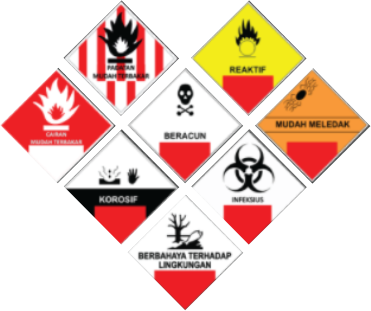 PADATAN
MUDAH TERBAKAR
REAKTIF
CAIRAN
MUDAH TERBAKAR
BERACUN
MUDAH MELEDAK
KOROSIF
INFEKSIUS
BERBAHAYA TERHADAP
LINGKUNGAN